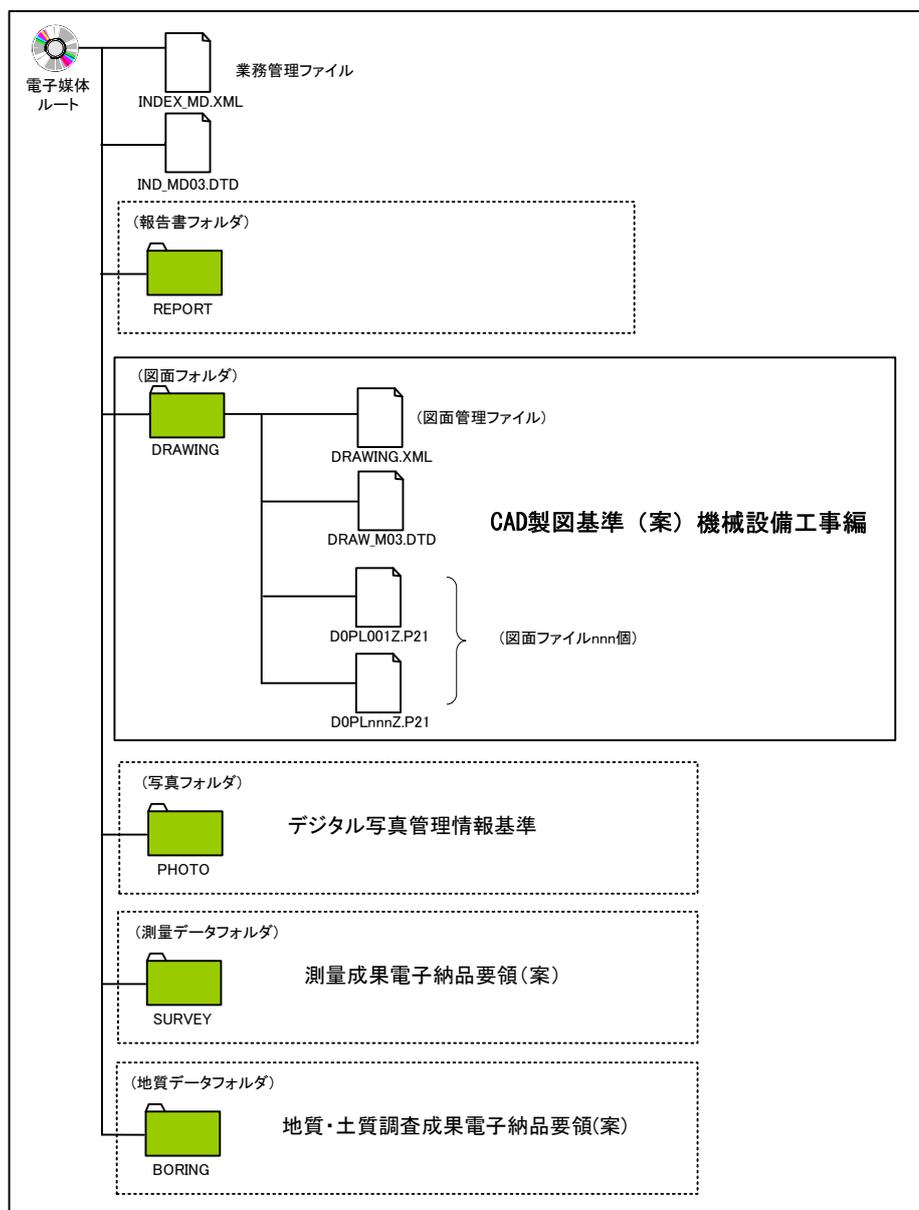 電子媒体
ルート
業務管理ファイル
INDEX_MD.XML
IND_MD03.DTD
(報告書フォルダ)
REPORT
(図面フォルダ)
DRAWING
(図面管理ファイル)
DRAWING.XML
DRAW_M03.DTD
CAD製図基準（案）機械設備工事編
D0PL001Z.P21
(図面ファイルnnn個)
D0PLnnnZ.P21
(写真フォルダ)
デジタル写真管理情報基準
PHOTO
(測量データフォルダ)
測量成果電子納品要領(案)
SURVEY
(地質データフォルダ)
地質・土質調査成果電子納品要領(案)
BORING